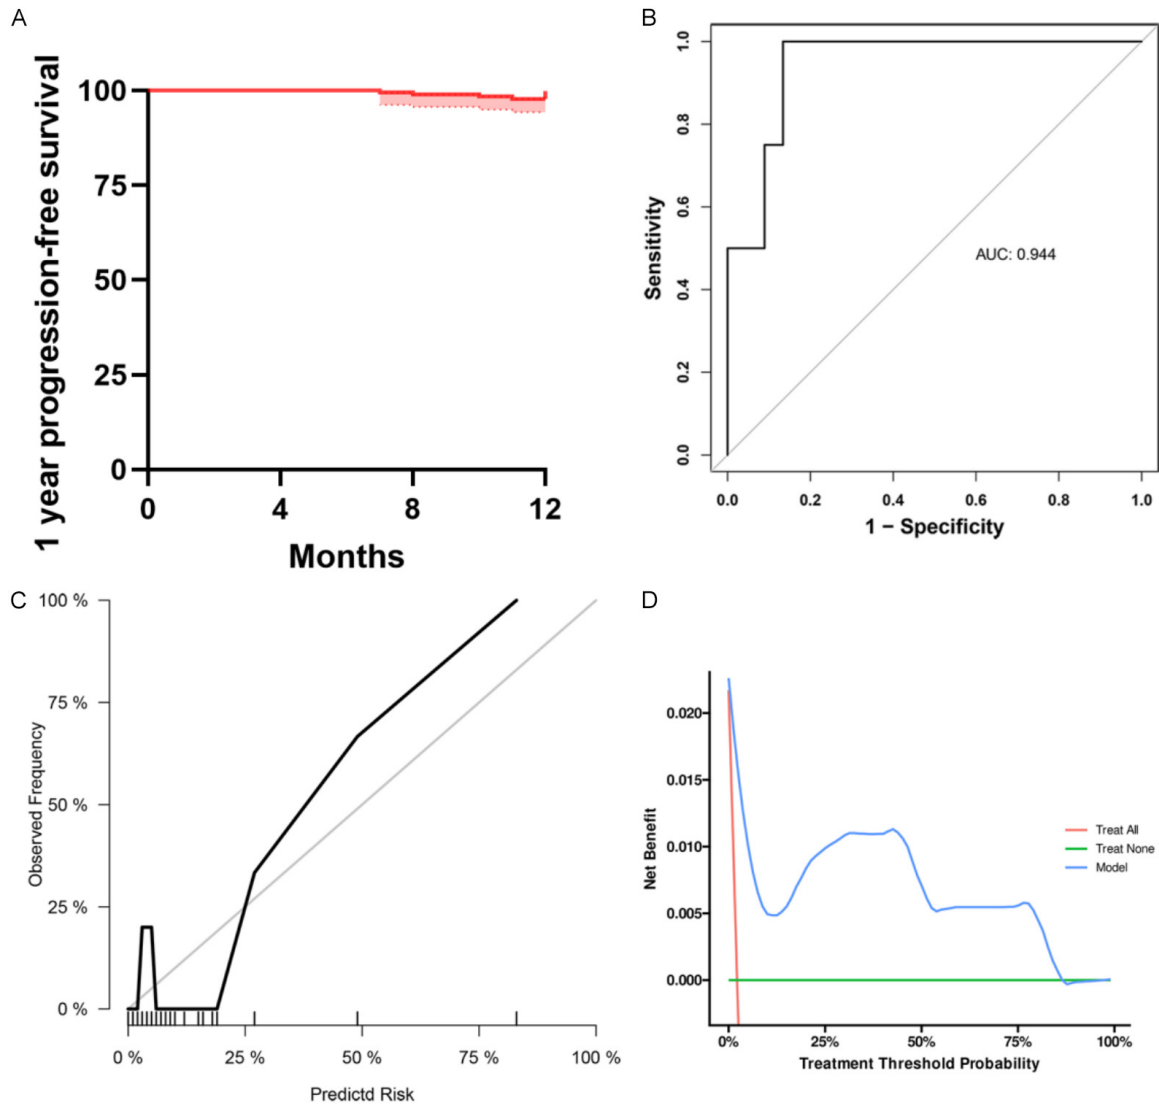 A
1 year progression-free survival
100
75
50
25
0
0 4 8 12
Months
B
Sensitivity
1.0
0.8
0.6
0.4
0.2
0.0
AUC: 0.944
0.0 0.2 0.4 0.6 0.8 1.0
1 − Specificity
C
Observed Frequency
100 %
75 %
50 %
25 %
0 %
0 % 25 % 50 % 75 % 100 %
Predictd Risk
D
Net Benefit
0.020
0.015
0.010
0.005
0.000
Treat All
Treat None
Model
0% 25% 50% 75% 100%
Treatment Threshold Probability